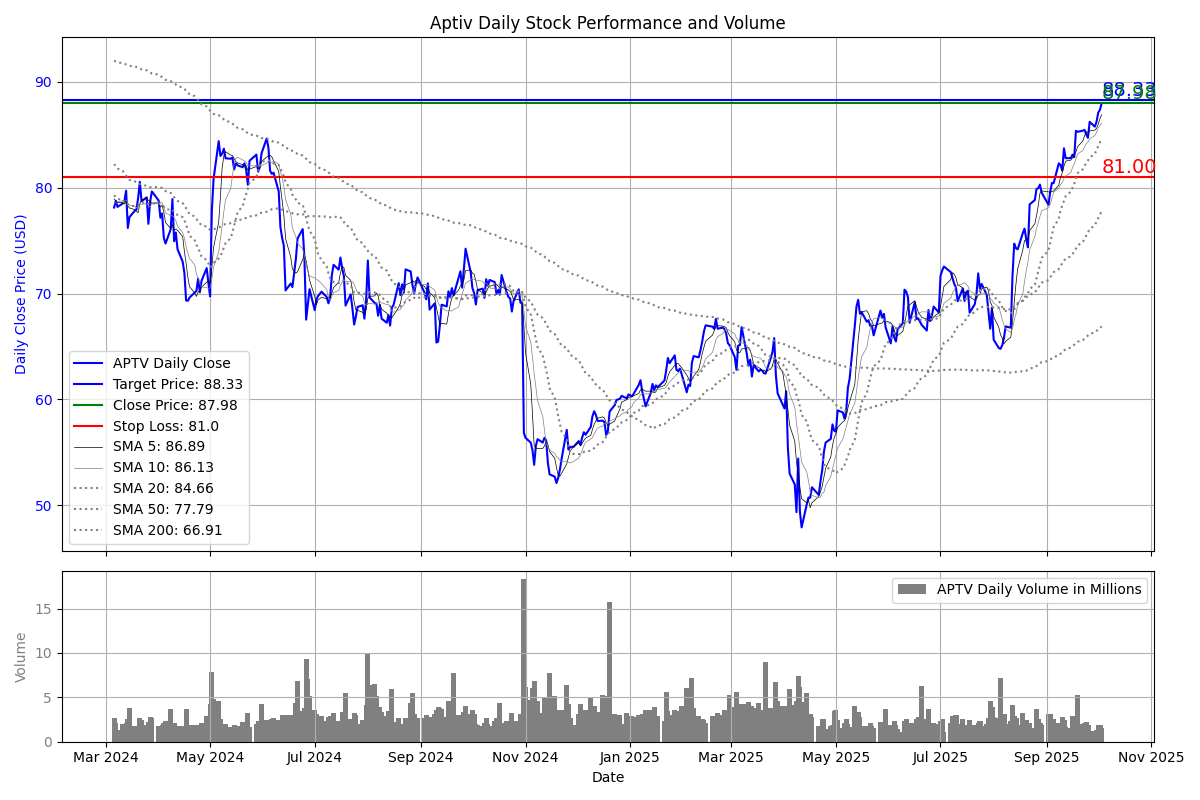 Aptiv Daily Stock Performance and Volume
90
80
70
60
50
Daily Close Price (USD)
88.33
87.98
81.00
APTV Daily Close
Target Price: 88.33
Close Price: 87.98
Stop Loss: 81.0
SMA 5: 86.89
SMA 10: 86.13
SMA 20: 84.66
SMA 50: 77.79
SMA 200: 66.91
15
10
5
0
Volume
APTV Daily Volume in Millions
Mar 2024 May 2024 Jul 2024 Sep 2024 Nov 2024 Jan 2025 Mar 2025 May 2025 Jul 2025 Sep 2025 Nov 2025
Date